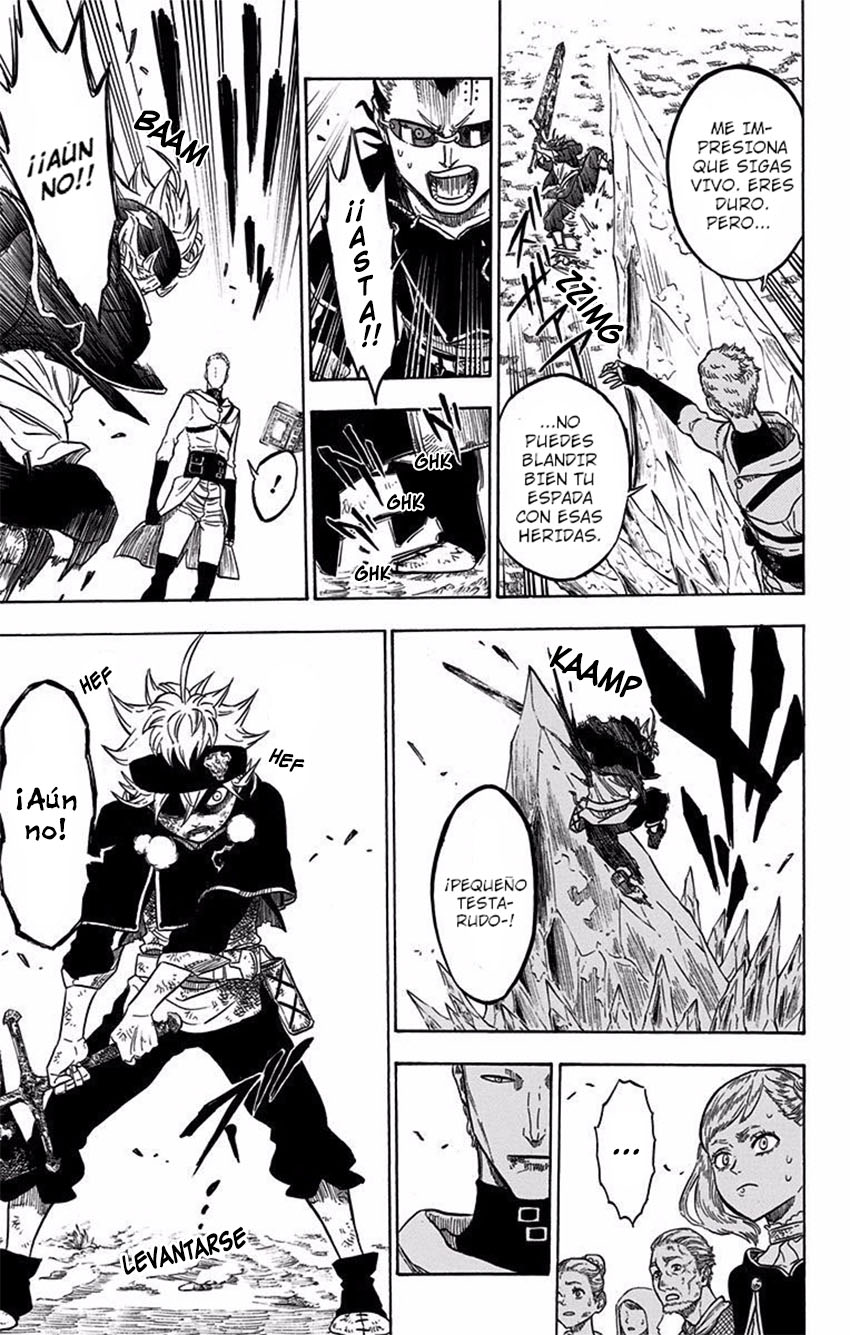 ME IM-
PRESIONA
QUE SIGAS
VIVO. ERES
DURO.
PERO...
ZZIMG
...NO
PUEDES
BLANDIR
BIEN TU
ESPADA
CON ESAS
HERIDAS.
¡¡ASTA!!
GHK
GHK
GHK
BAAM
¡¡AÚN
NO!!
!
KAAMP
¡PEQUEÑO
TESTA-
RUDO-!
...
HEF
HEF
¡Aún
no!
LEVANTARSE